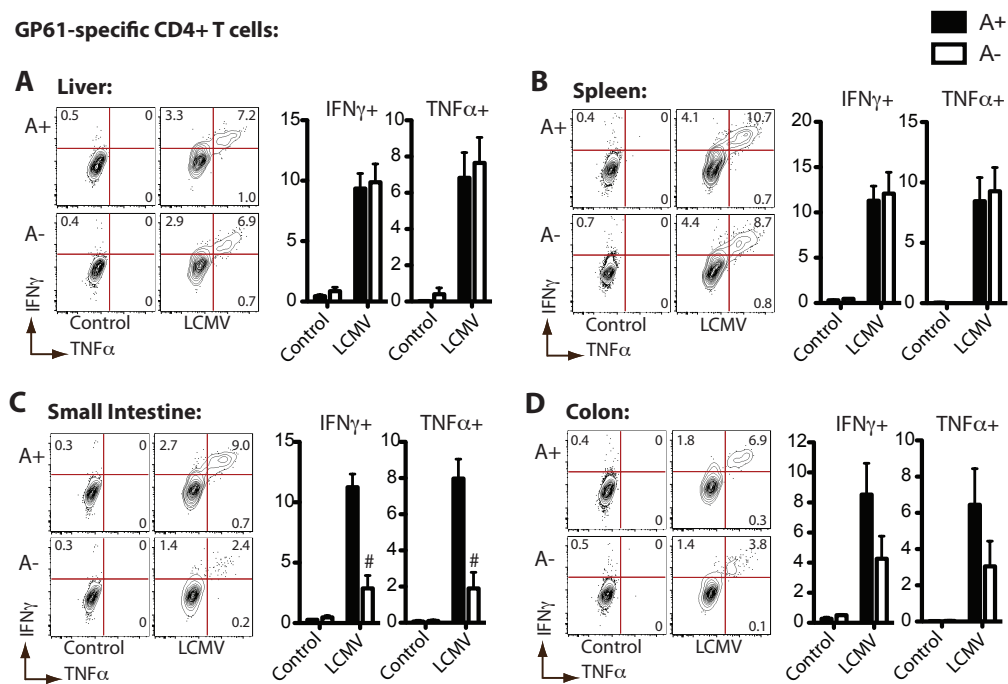 GP61-specific CD4+ T cells:
A+
A-
A Liver:
A+
0.5 0
0
3.3 7.2
1.0
A-
0.4 0
0
2.9 6.9
0.7
IFNγ
Control LCMV
TNFα
IFNγ+
15
10
5
0
Control LCMV
TNFα+
10
8
6
4
2
0
Control LCMV
B Spleen:
A+
0.4 0
0
4.1 10.7
0.7
A-
0.7 0
0
4.4 8.7
0.8
IFNγ
Control LCMV
TNFα
IFNγ+
20
15
10
5
0
Control LCMV
TNFα+
15
10
5
0
Control LCMV
C Small Intestine:
A+
0.3 0
0
2.7 9.0
0.7
A-
0.3 0
0
1.4 2.4
0.2
IFNγ
Control LCMV
TNFα
IFNγ+
15
10
5
0
#
Control LCMV
TNFα+
10
8
6
4
2
0
#
Control LCMV
D Colon:
A+
0.4 0
0
1.8 6.9
0.3
A-
0.5 0
0
1.4 3.8
0.1
IFNγ
Control LCMV
TNFα
IFNγ+
12
10
8
6
4
2
0
Control LCMV
TNFα+
10
8
6
4
2
0
Control LCMV